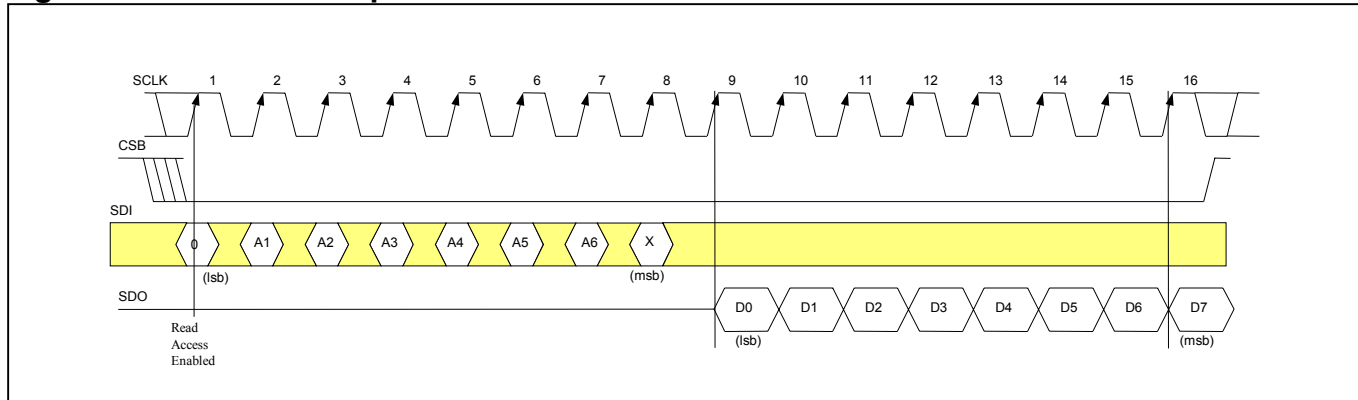 SCLK 1 2 3 4 5 6 7 8 9 10 11 12 13 14 15 16
CSB
SDI
0 A1 A2 A3 A4 A5 A6 X
(lsb) (msb)
SDO
D0 D1 D2 D3 D4 D5 D6 D7
(lsb) (msb)
Read
Access
Enabled